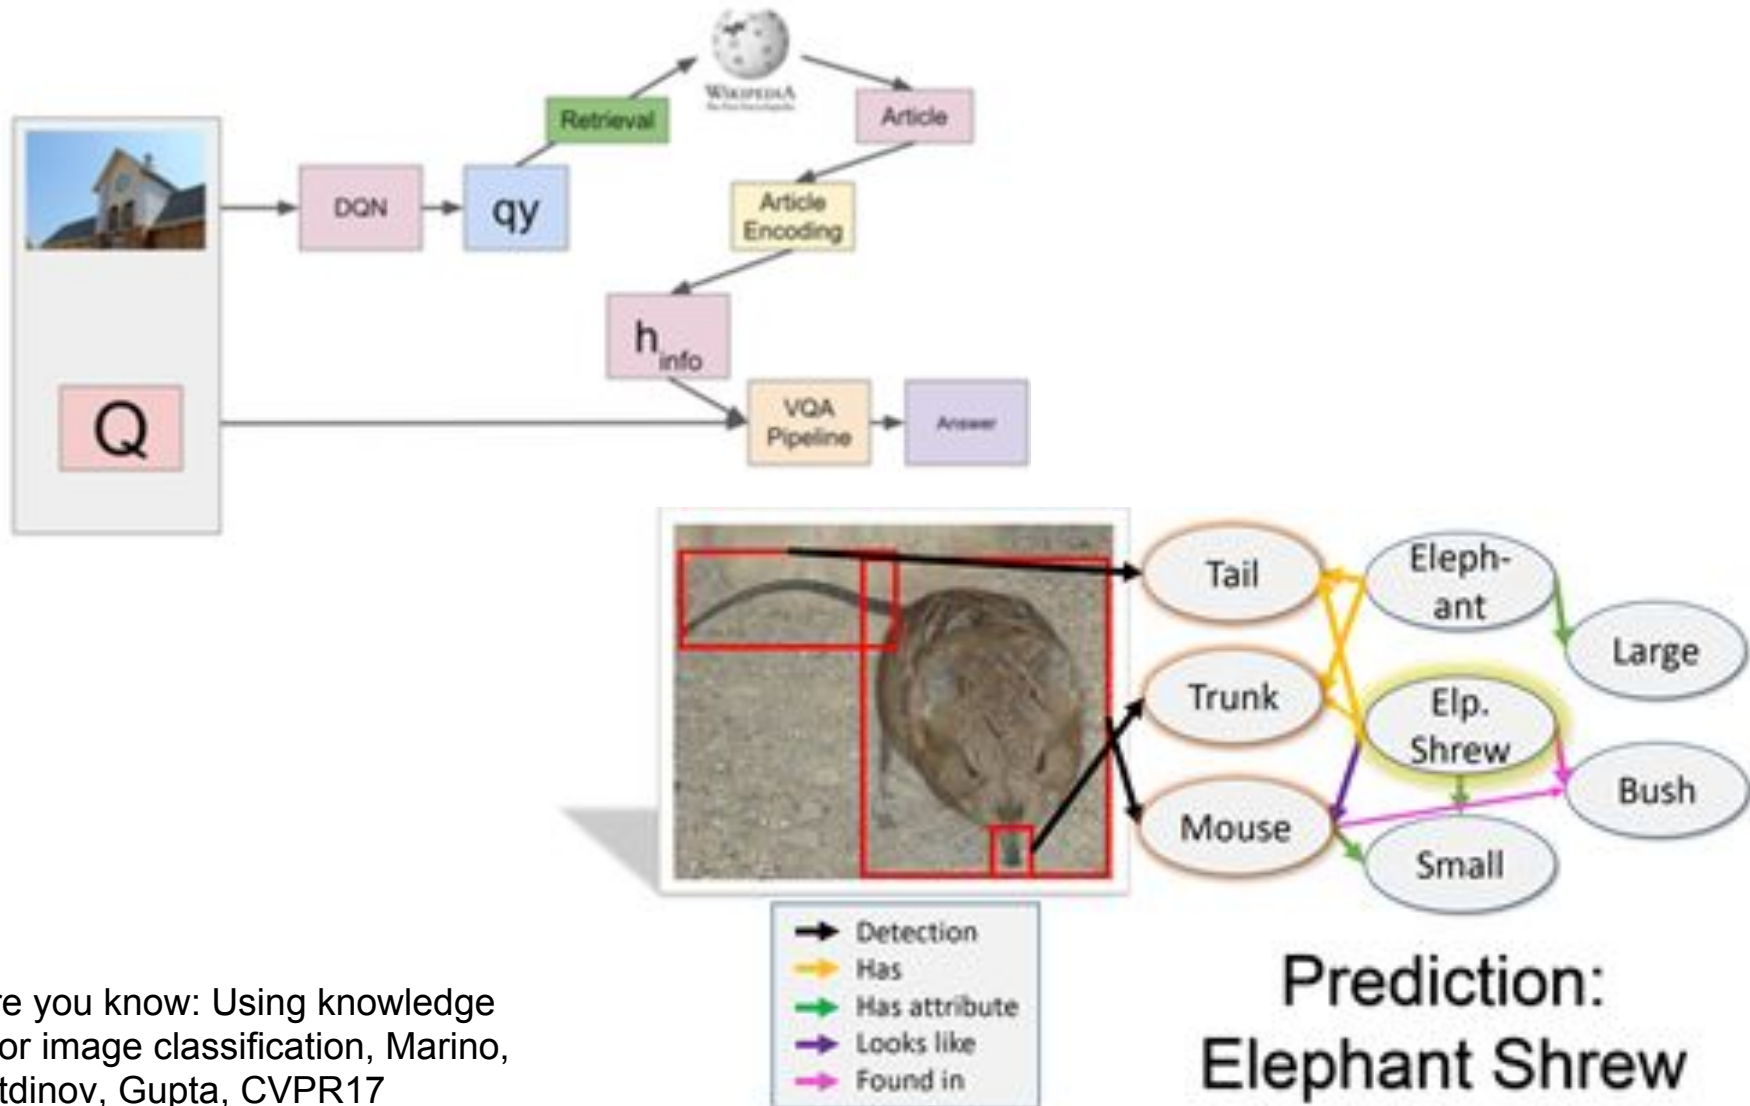 WIKIPEDIA
Retrieval
Article
DQN
qy
Article
Encoding
h
info
Q
VQA
Pipeline
Answer
Tail
Eleph-
ant
Large
Trunk
Elp.
Shrew
Bush
Mouse
Small
Detection
Has
Has attribute
Looks like
Found in
Prediction:
Elephant Shrew
re you know: Using knowledge
or image classification, Marino,
tdinov, Gupta, CVPR17